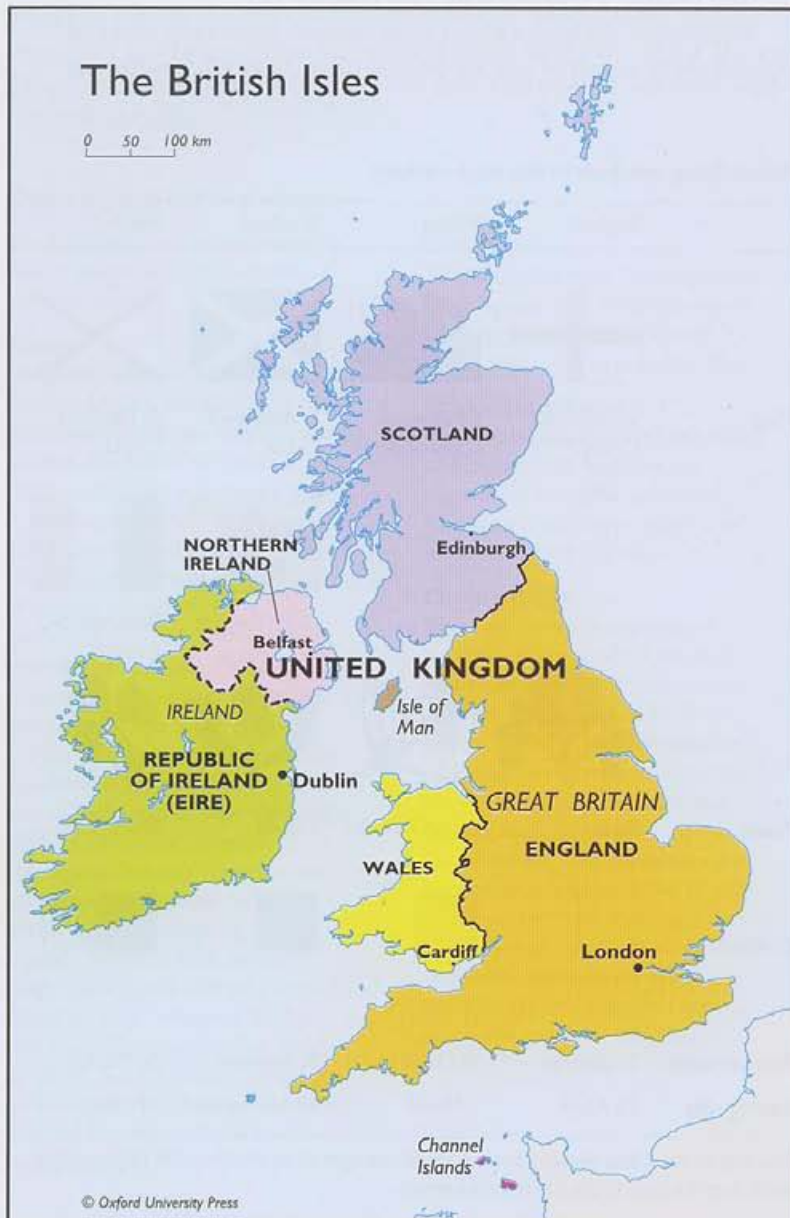 The British Isles
0 50 100 km
SCOTLAND
Edinburgh
NORTHERN
IRELAND
Belfast
UNITED KINGDOM
IRELAND
Isle of
Man
REPUBLIC
OF IRELAND
(EIRE)
Dublin
GREAT BRITAIN
ENGLAND
WALES
Cardiff
London
Channel
Islands
© Oxford University Press